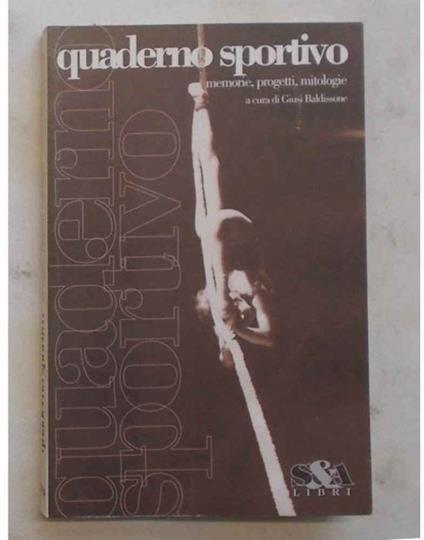 quaderno sportivo
memorie, progetti, mitologie
a cura di Giusi Baldissone
quaderno
sportivo
S&A
LIBRI